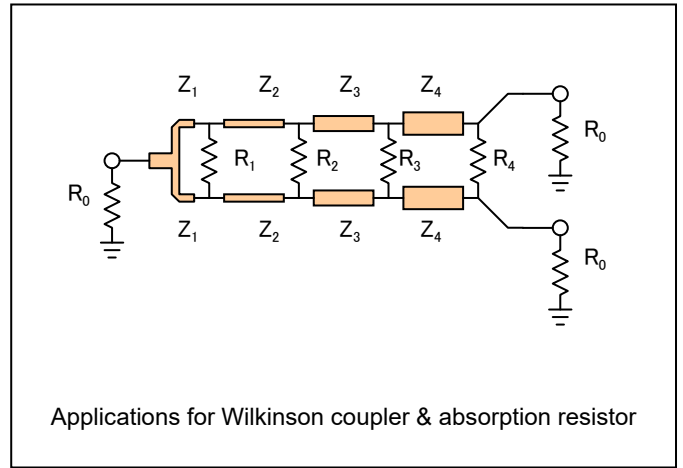 Z₁ Z₂ Z₃ Z₄
R₀
R₁ R₂ R₃ R₄
R₀
Z₁ Z₂ Z₃ Z₄
R₀
Applications for Wilkinson coupler & absorption resistor